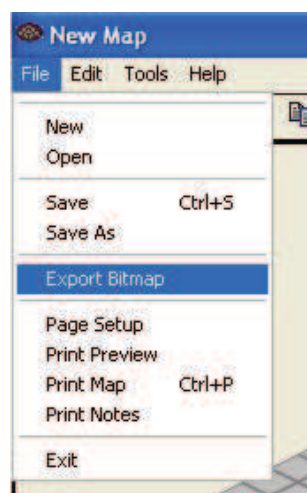 New Map
File Edit Tools Help
New
Open
Save Ctrl+S
Save As
Export Bitmap
Page Setup
Print Preview
Print Map Ctrl+P
Print Notes
Exit